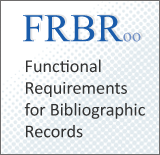 FRBRoo
Functional
Requirements
for Bibliographic
Records